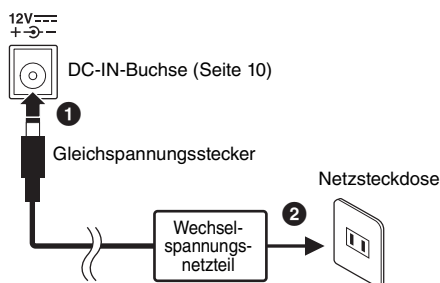 12V
DC-IN-Buchse (Seite 10)
1
Gleichspannungsstecker
Netzsteckdose
2
Wechsel-
spannungs-
netzteil